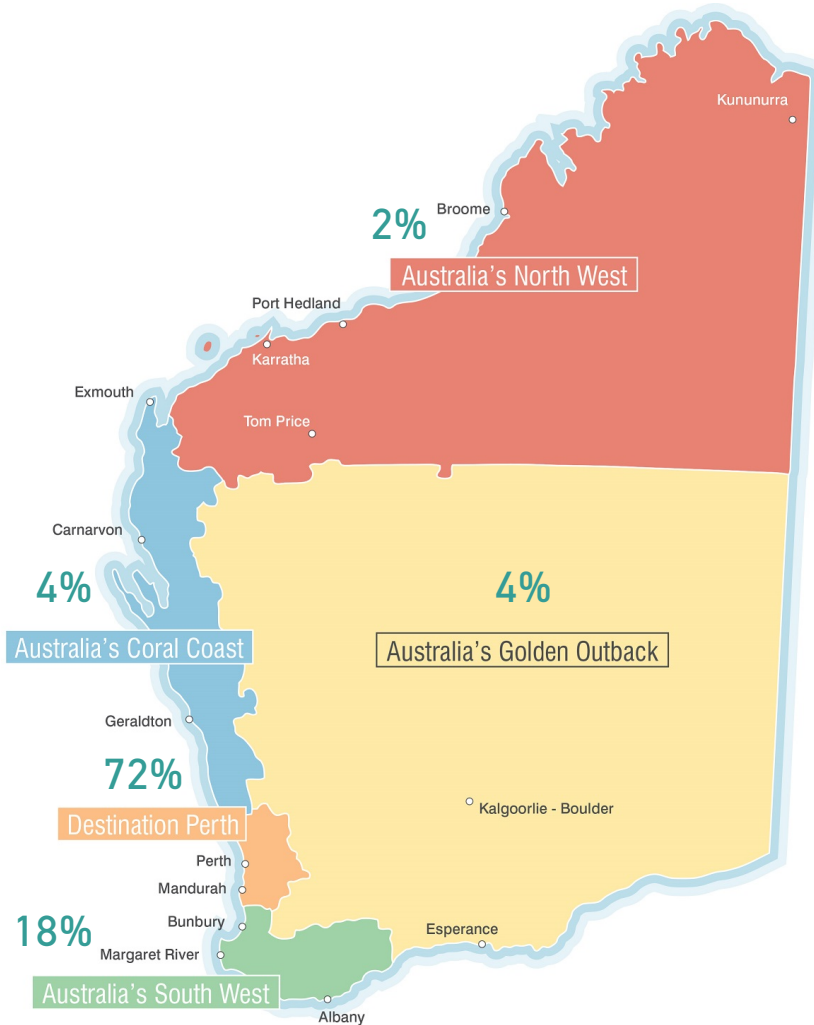 Kununurra
Broome
2%
Australia's North West
Port Hedland
Karratha
Exmouth
Tom Price
Carnarvon
4%
Australia's Coral Coast
4%
Australia's Golden Outback
Geraldton
72%
Destination Perth
Kalgoorlie - Boulder
Perth
Mandurah
Bunbury
18%
Margaret River
Esperance
Australia's South West
Albany